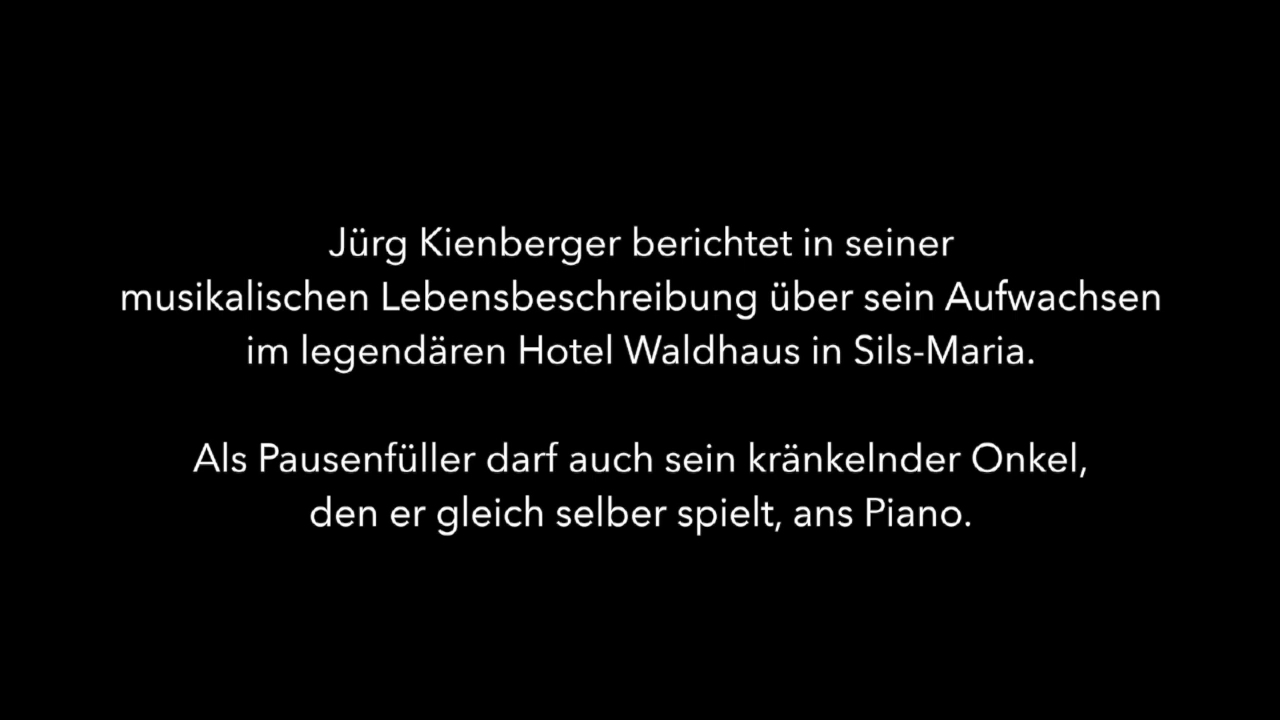 Jürg Kienberger berichtet in seiner
musikalischen Lebensbeschreibung über sein Aufwachsen
im legendären Hotel Waldhaus in Sils-Maria.
Als Pausenfüller darf auch sein kränkelnder Onkel,
den er gleich selber spielt, ans Piano.